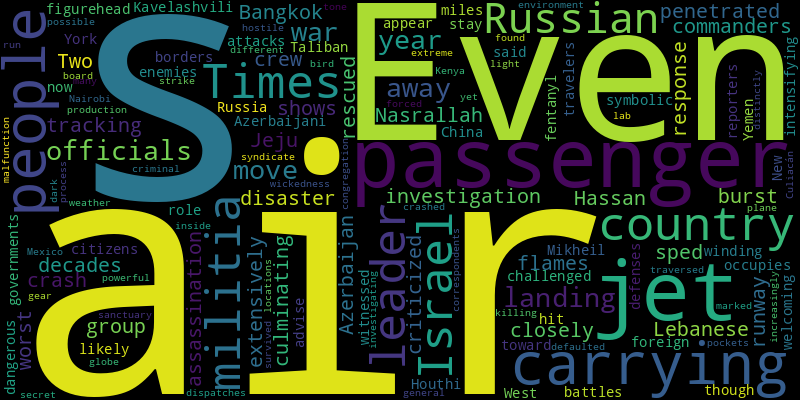 figurehead Kavelashvili Bangkok possible tone environment
York war hostile different Taliban miles appear
Russian penetrated commanders
attacks year stay
people S Even
Two borders crew bird extreme said found
now enemies strike Times rescued away light travelers response intensifying
board many Russia shows Kenya Nasrallah yet symbolic reporters distinctly
run Nairobi Azerbaijani China forced fentanyl lab Yemen
malfunction production tracking syndicate Jeju
officials criminal move wickedness congregation passenger New
dark process disaster investigation Hassan burst Culiacán
weather role crashed plane
air militia inside country
governments citizens assassination extensively Azerbaijan leader Israel correspondents Mikheil sped winding
decades Mexico powerful locations witnessed criticized flames defenses traversed occupies runway
crash gear culminating survived investigating challenged jet marked pockets increasingly welcoming
worst group sanctuary advise landing killing
likely globe closely hit Lebanese
dangerous toward foreign defaulted carrying
secret dispatches Houthi general West battles though